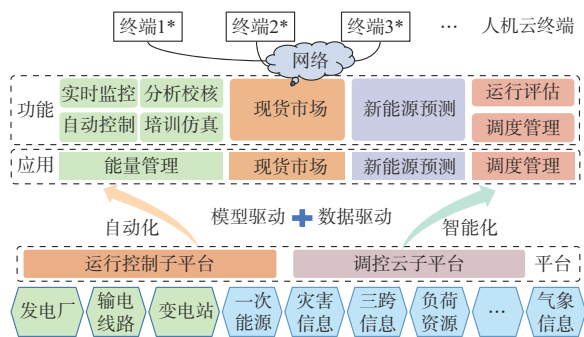 终端1* 终端2* 终端3* … 人机云终端
网络
功能 实时监控 分析校核 现货市场 新能源预测 运行评估
自动控制 培训仿真 调度管理
应用 能量管理 现货市场 新能源预测 调度管理
自动化 模型驱动 + 数据驱动 智能化
运行控制子平台 调控云子平台 平台
发电厂 输电线路 变电站 一次能源 灾害信息 三跨信息 负荷资源 … 气象信息